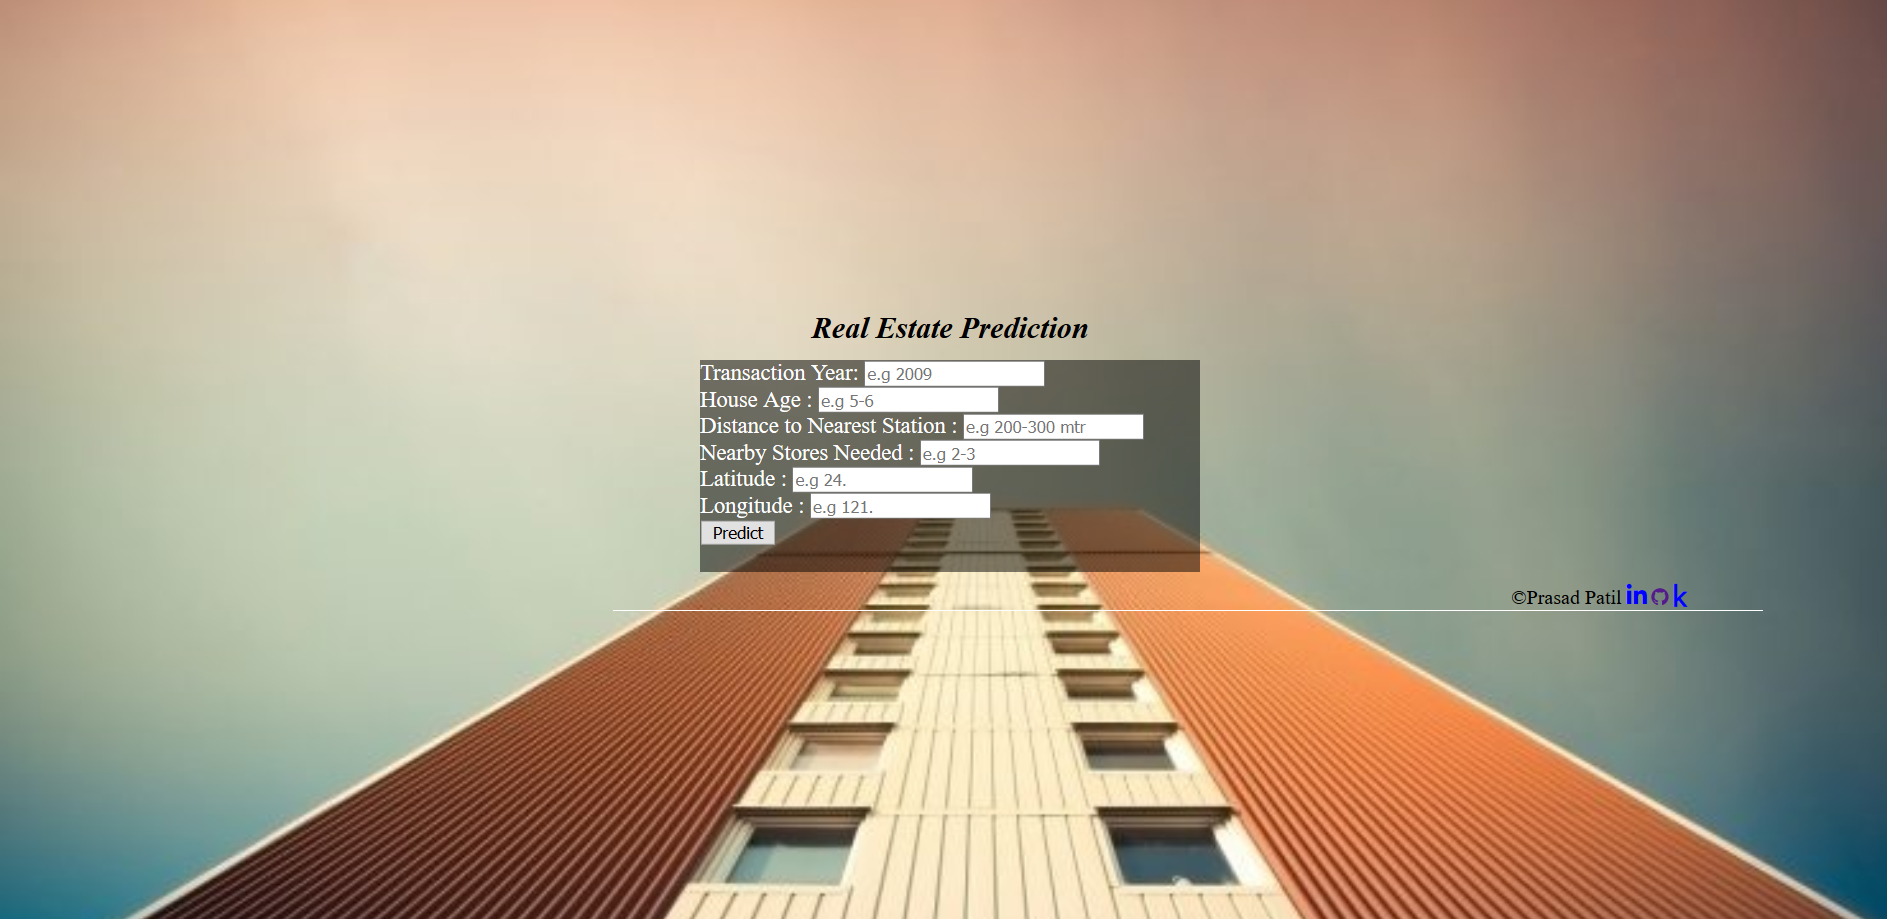 Real Estate Prediction
Transaction Year: e.g 2009
House Age : e.g 5-6
Distance to Nearest Station : e.g 200-300 mtr
Nearby Stores Needed : e.g 2-3
Latitude : e.g 24.
Longitude : e.g 121.
Predict
©Prasad Patil in k